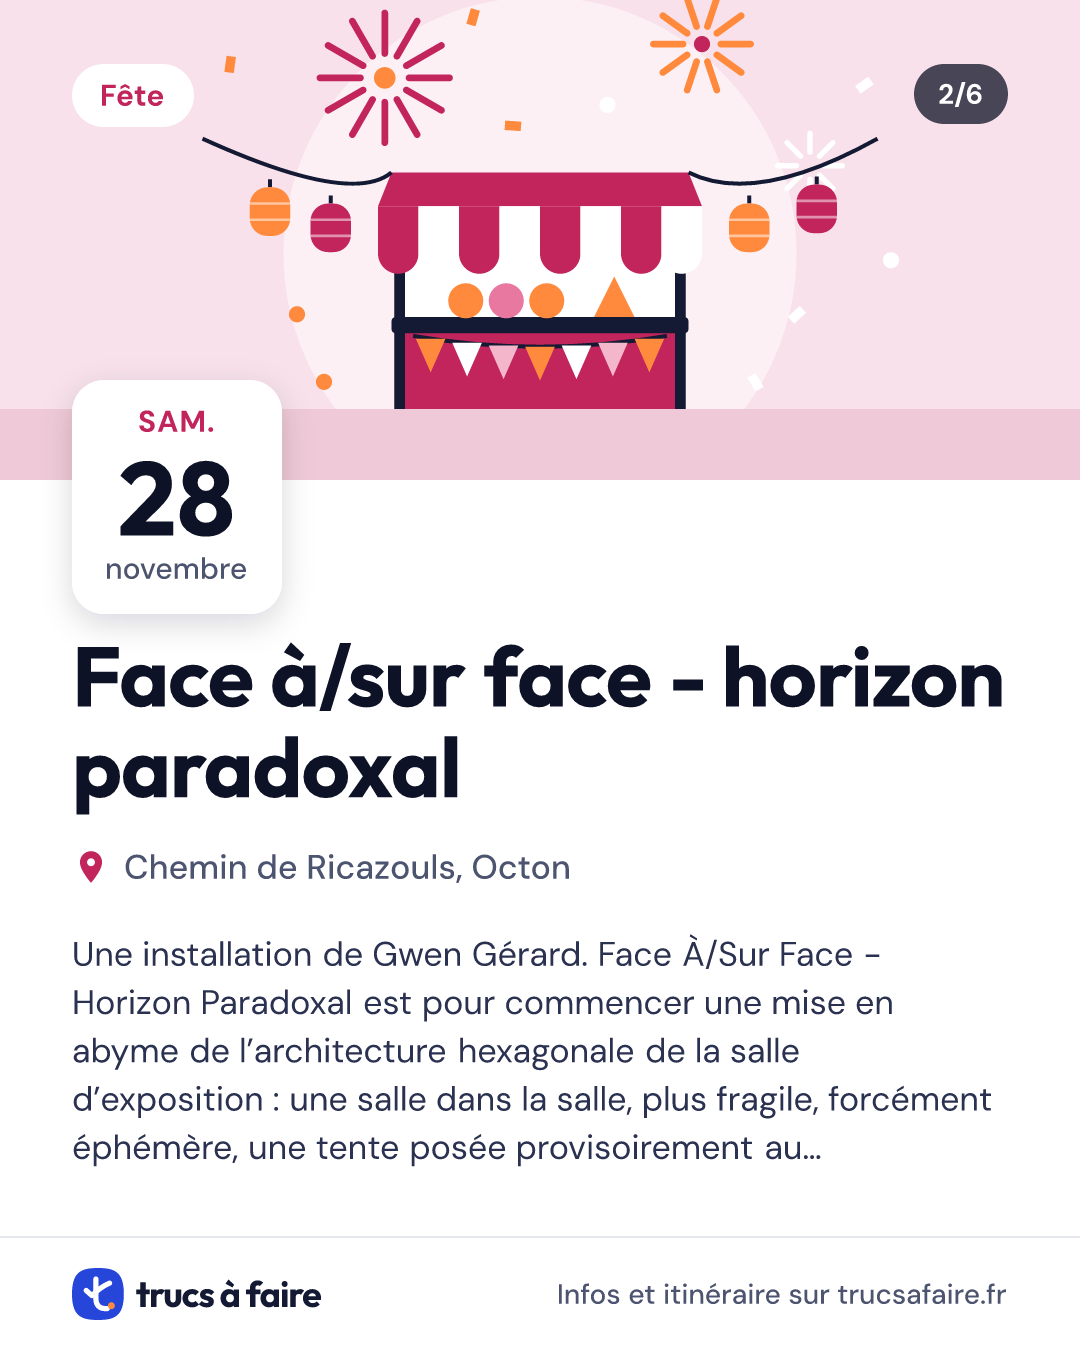 Fête
2/6
SAM.
28
novembre
Face à/sur face - horizon
paradoxal
Chemin de Ricazouls, Octon
Une installation de Gwen Gérard. Face À/Sur Face –
Horizon Paradoxal est pour commencer une mise en
abyme de l’architecture hexagonale de la salle
d’exposition : une salle dans la salle, plus fragile, forcément
éphémère, une tente posée provisoirement au…
trucs à faire
Infos et itinéraire sur trucsafaire.fr